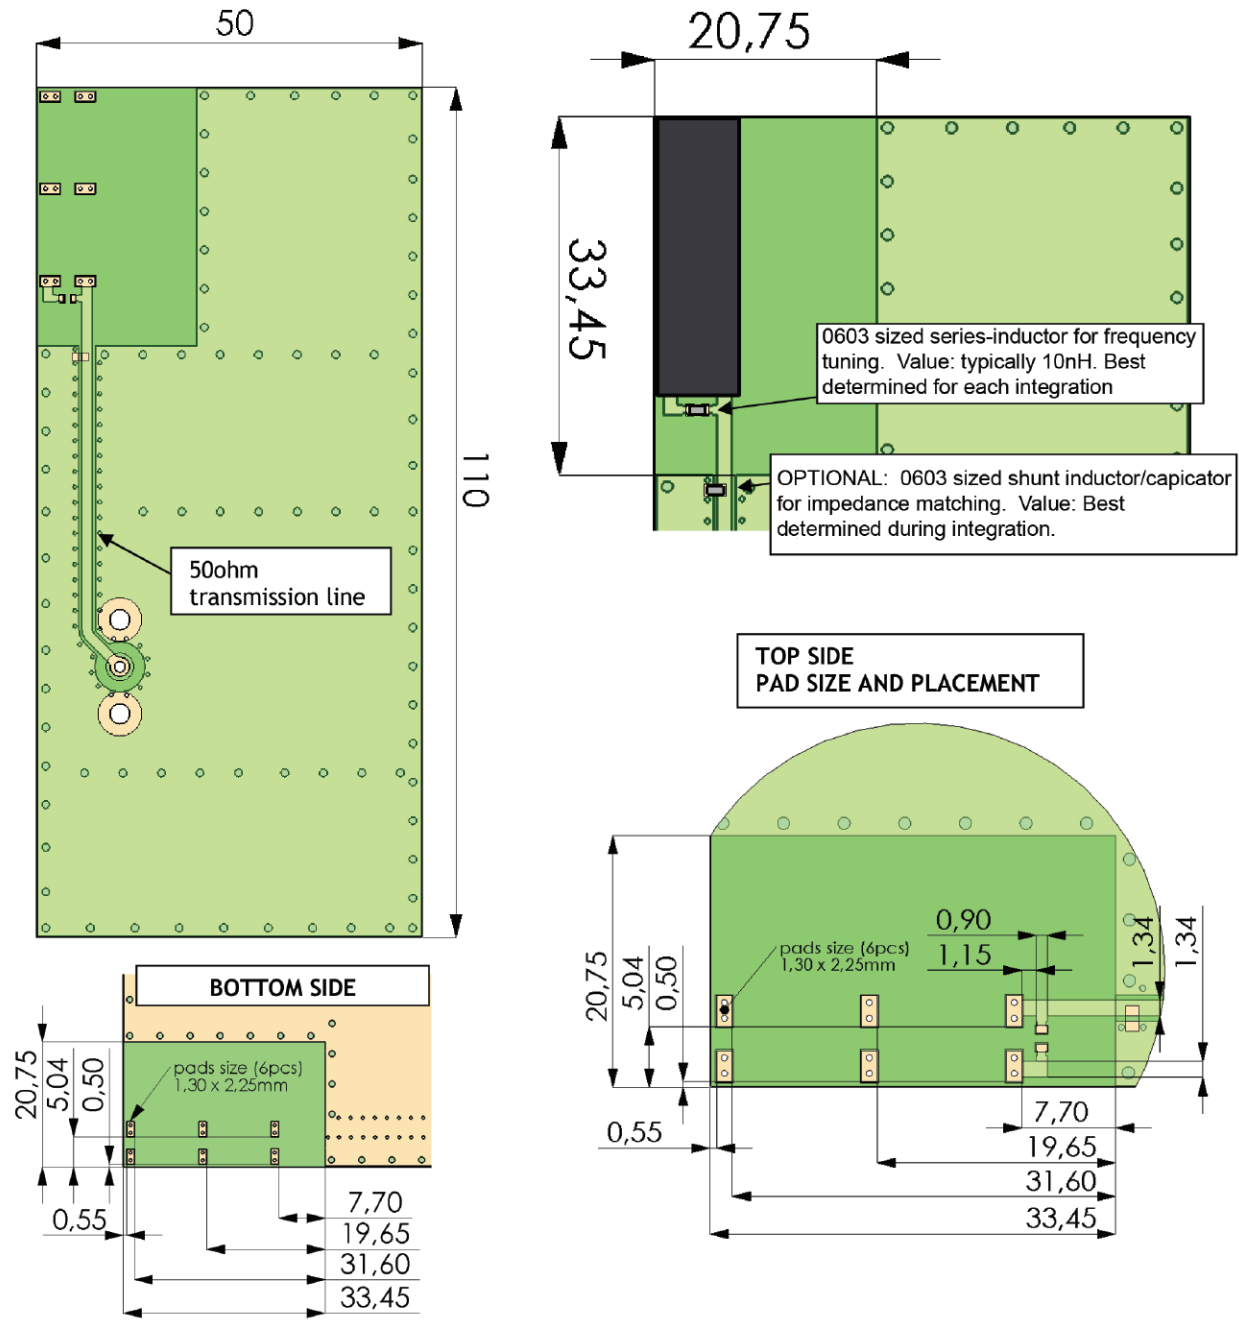 50
110
50ohm
transmission line
20,75
33,45
0603 sized series-inductor for frequency
tuning.  Value: typically 10nH. Best
determined for each integration
OPTIONAL:  0603 sized shunt inductor/capicator
for impedance matching.  Value: Best
determined during integration.
TOP SIDE
PAD SIZE AND PLACEMENT
pads size (6pcs)
1,30 x 2,25mm
0,90
1,15
1,34
1,34
20,75
5,04
0,50
0,55
7,70
19,65
31,60
33,45
BOTTOM SIDE
pads size (6pcs)
1,30 x 2,25mm
20,75
5,04
0,50
0,55
7,70
19,65
31,60
33,45